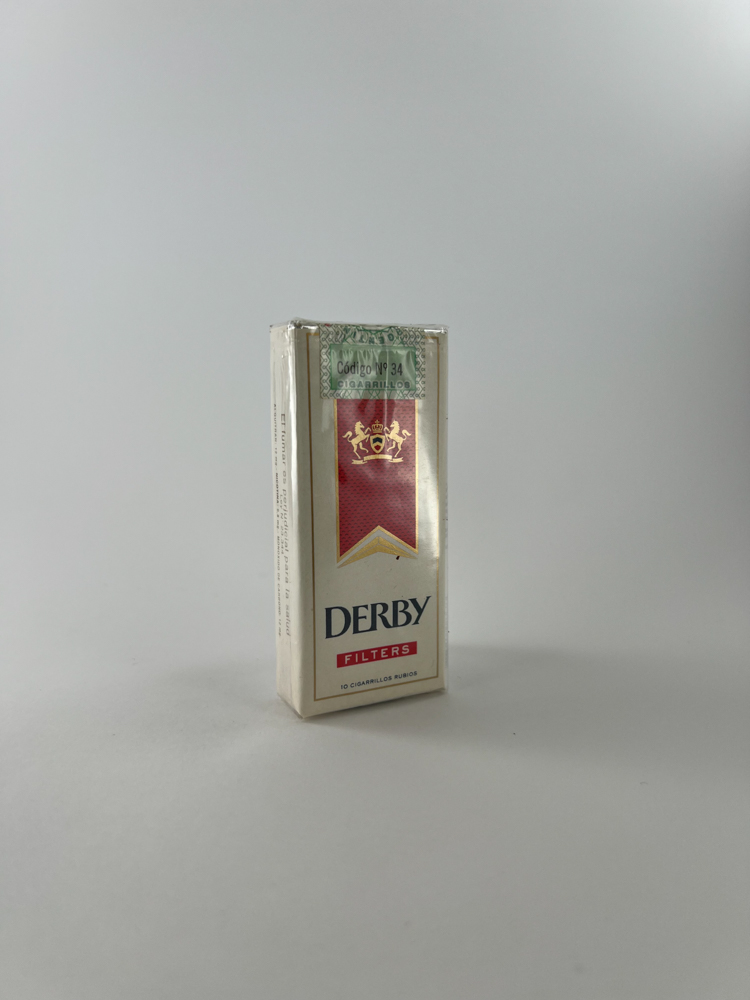 Código Nº 34
CIGARRILLOS
DERBY
FILTERS
10 CIGARRILLOS RUBIOS
El fumar es perjudicial para la salud